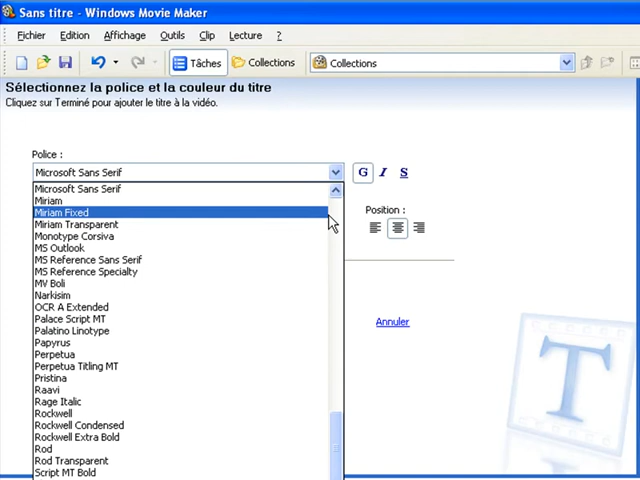 Sans titre - Windows Movie Maker
Fichier Edition Affichage Outils Clip Lecture ?
Tâches Collections Collections
Sélectionnez la police et la couleur du titre
Cliquez sur Terminé pour ajouter le titre à la vidéo.
Police :
Microsoft Sans Serif G I S
Microsoft Sans Serif
Miriam
Miriam Fixed
Position :
Miriam Transparent
Monotype Corsiva
MS Outlook
MS Reference Sans Serif
MS Reference Specialty
MV Boli
Narkisim
OCR A Extended
Palace Script MT
Annuler
Palatino Linotype
Papyrus
Perpetua
Perpetua Titling MT
Pristina
Raavi
Rage Italic
Rockwell
Rockwell Condensed
Rockwell Extra Bold
Rod
Rod Transparent
Script MT Bold
T